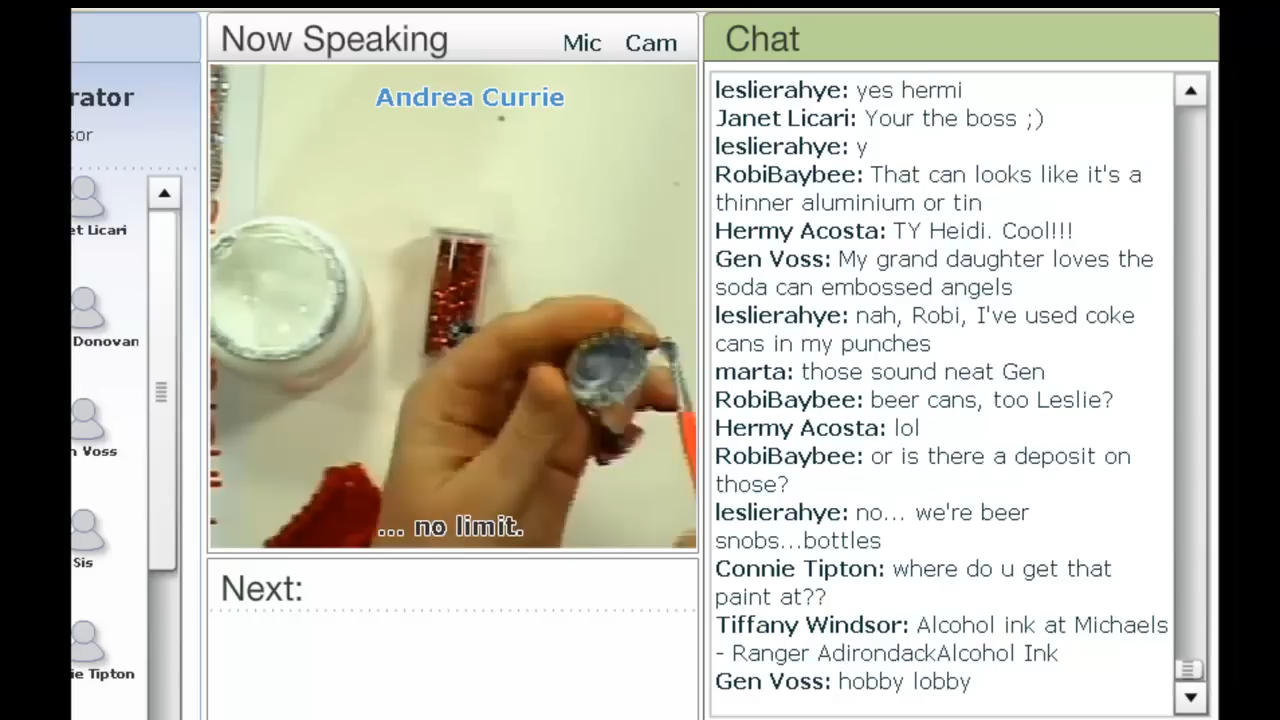 rator
sor
et Licari
Donovan
n Voss
Sis
ie Tipton
Now Speaking
Mic Cam
Andrea Currie
... no limit.
Next:
Chat
leslierahye: yes hermi
Janet Licari: Your the boss ;)
leslierahye: y
RobiBaybee: That can looks like it's a
thinner aluminium or tin
Hermy Acosta: TY Heidi. Cool!!!
Gen Voss: My grand daughter loves the
soda can embossed angels
leslierahye: nah, Robi, I've used coke
cans in my punches
marta: those sound neat Gen
RobiBaybee: beer cans, too Leslie?
Hermy Acosta: lol
RobiBaybee: or is there a deposit on
those?
leslierahye: no... we're beer
snobs...bottles
Connie Tipton: where do u get that
paint at??
Tiffany Windsor: Alcohol ink at Michaels
- Ranger AdirondackAlcohol Ink
Gen Voss: hobby lobby